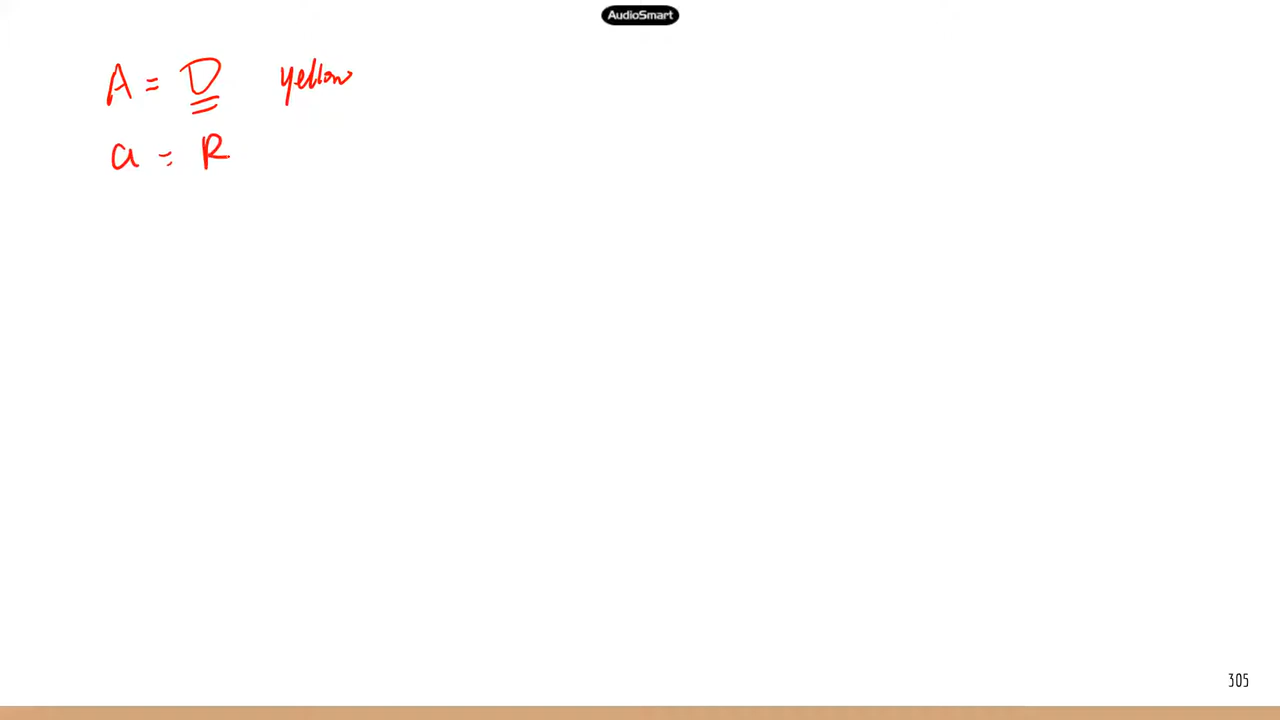 AudioSmart
A = D yellow
a = R
305